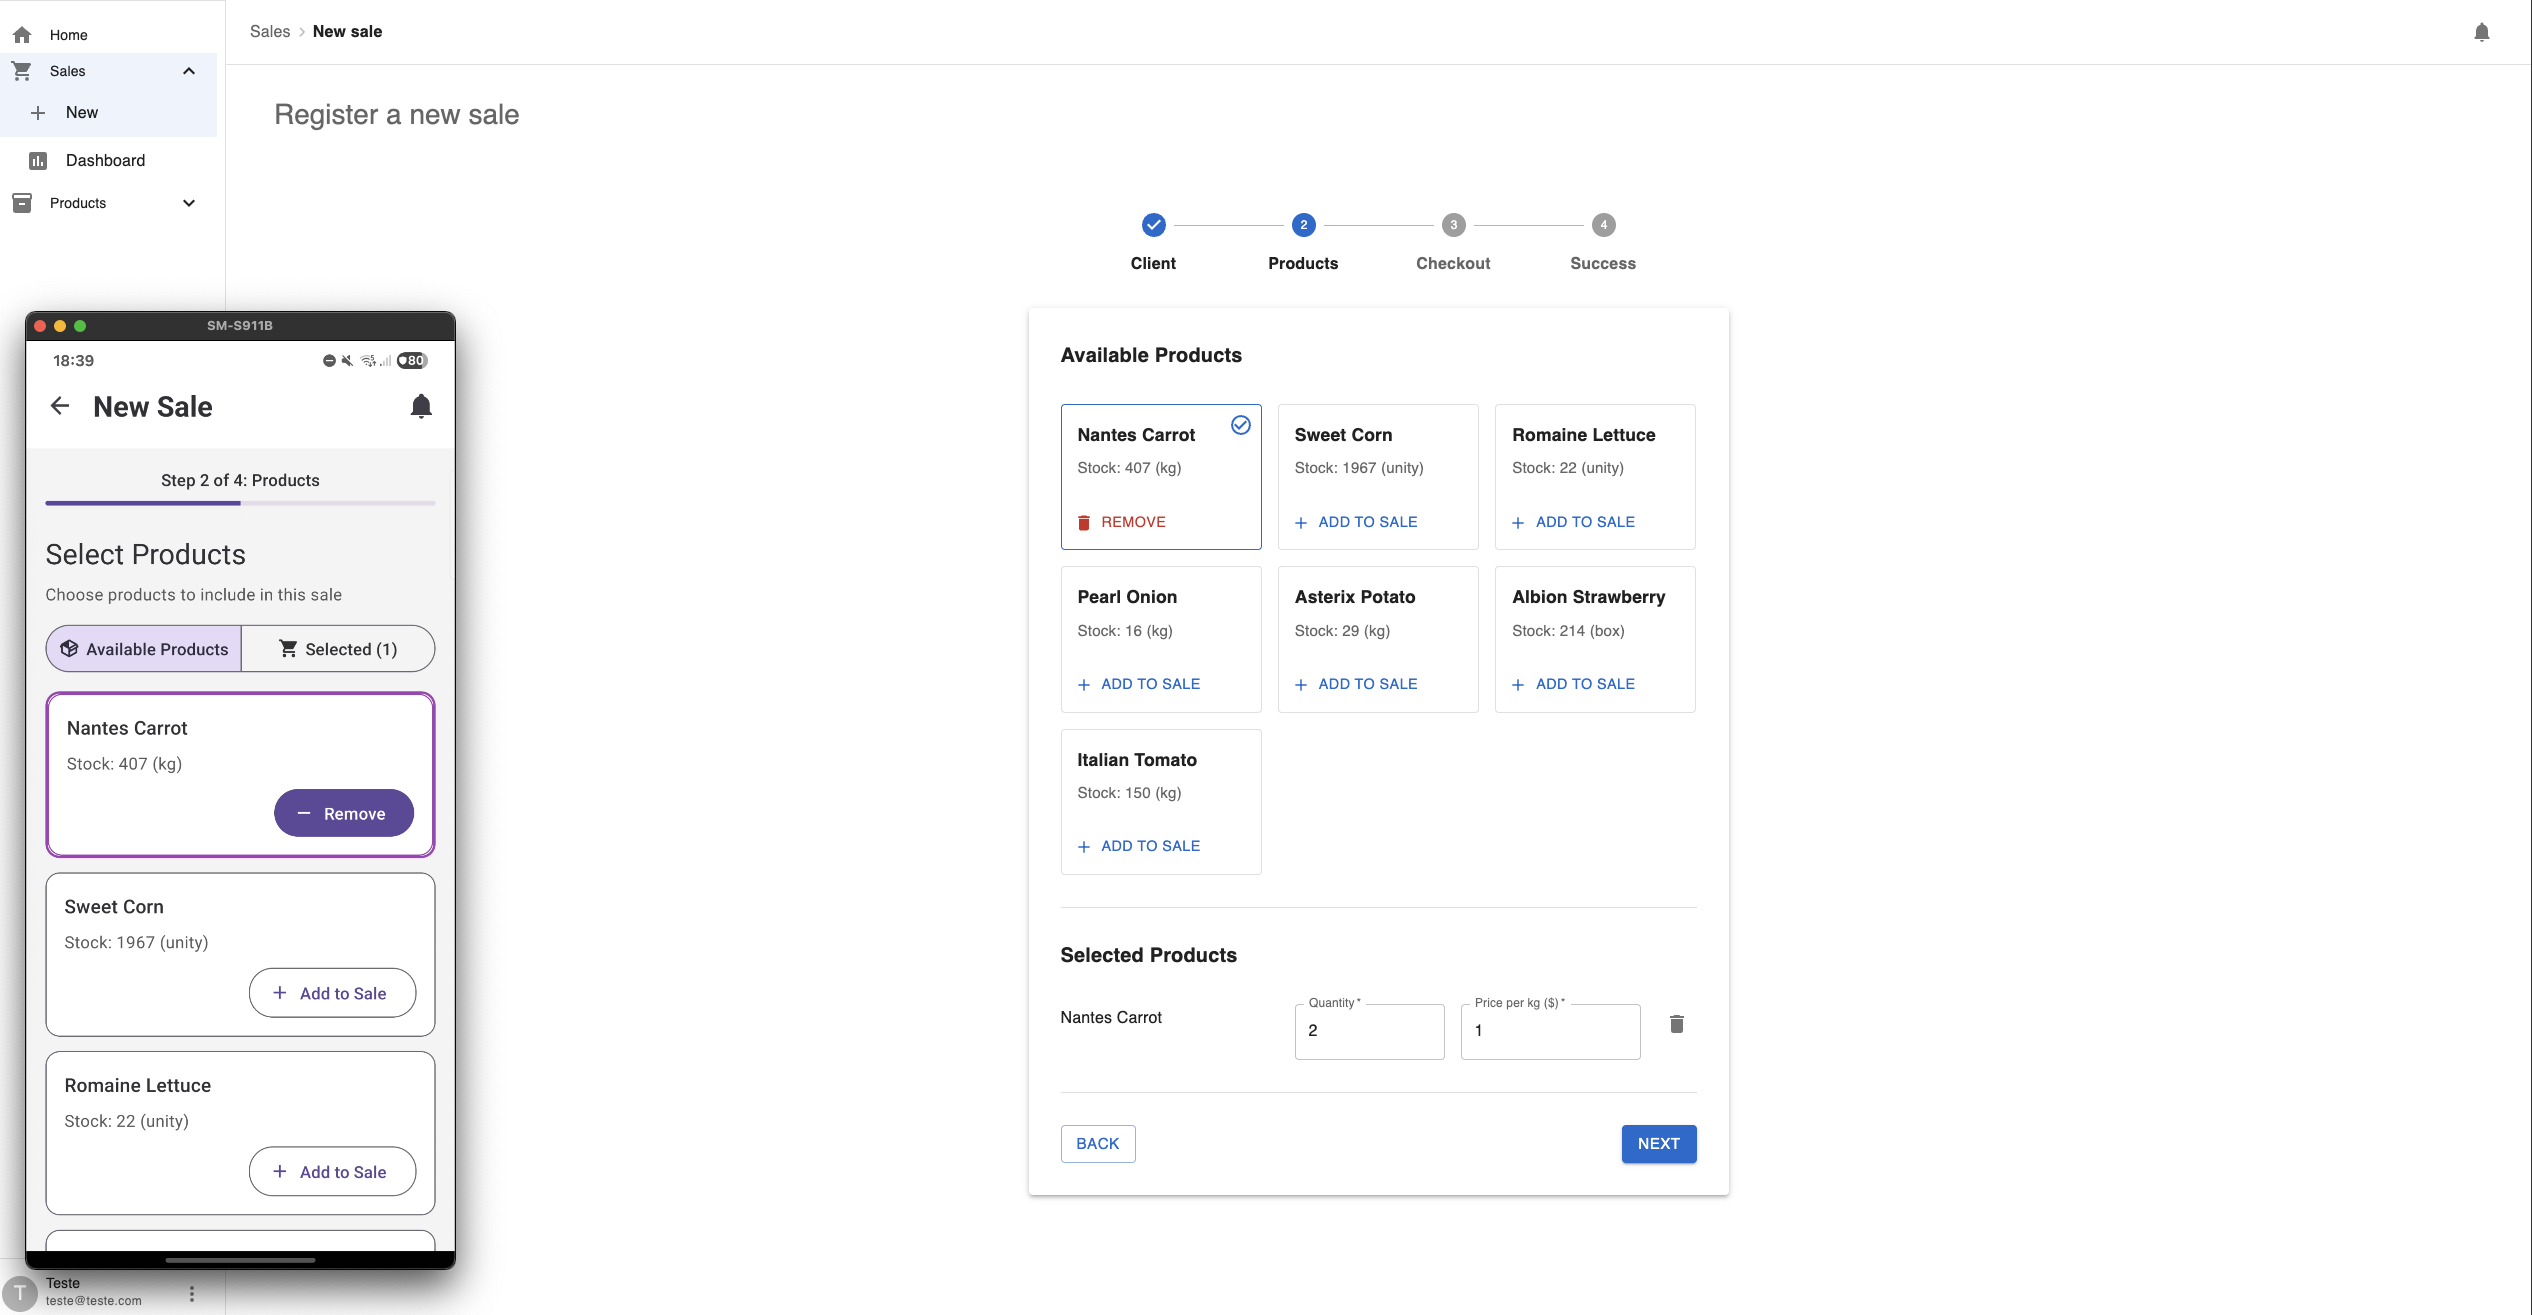 Home
Sales
New
Dashboard
Products
Sales › New sale
Register a new sale
2
3
4
Client
Products
Checkout
Success
Available Products
Nantes Carrot
Stock: 407 (kg)
REMOVE
Sweet Corn
Stock: 1967 (unity)
+ ADD TO SALE
Romaine Lettuce
Stock: 22 (unity)
+ ADD TO SALE
Pearl Onion
Stock: 16 (kg)
+ ADD TO SALE
Asterix Potato
Stock: 29 (kg)
+ ADD TO SALE
Albion Strawberry
Stock: 214 (box)
+ ADD TO SALE
Italian Tomato
Stock: 150 (kg)
+ ADD TO SALE
Selected Products
Nantes Carrot
Quantity *
2
Price per kg ($) *
1
BACK
NEXT
SM-S911B
18:39
80
New Sale
Step 2 of 4: Products
Select Products
Choose products to include in this sale
Available Products
Selected (1)
Nantes Carrot
Stock: 407 (kg)
− Remove
Sweet Corn
Stock: 1967 (unity)
+ Add to Sale
Romaine Lettuce
Stock: 22 (unity)
+ Add to Sale
T
Teste
teste@teste.com